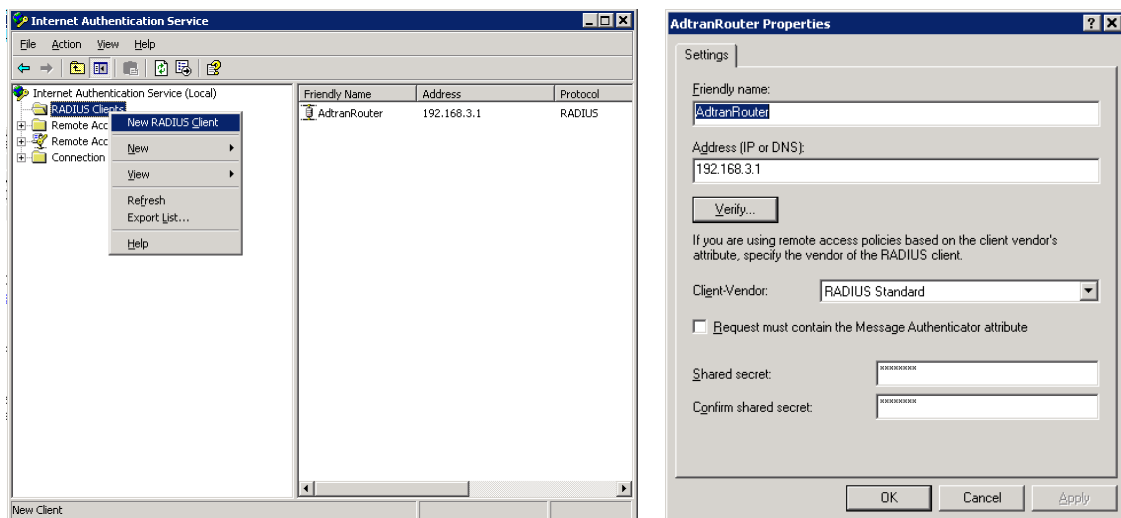 Internet Authentication Service
File Action View Help
Internet Authentication Service (Local)
RADIUS Clients
Remote Acc
Remote Acc
Connection
New RADIUS Client
New
View
Refresh
Export List...
Help
Friendly Name Address Protocol
AdtranRouter 192.168.3.1 RADIUS
New Client
AdtranRouter Properties
Settings
Friendly name:
AdtranRouter
Address (IP or DNS):
192.168.3.1
Verify...
If you are using remote access policies based on the client vendor's
attribute, specify the vendor of the RADIUS client.
Client-Vendor: RADIUS Standard
Request must contain the Message Authenticator attribute
Shared secret: ********
Confirm shared secret: ********
OK Cancel Apply